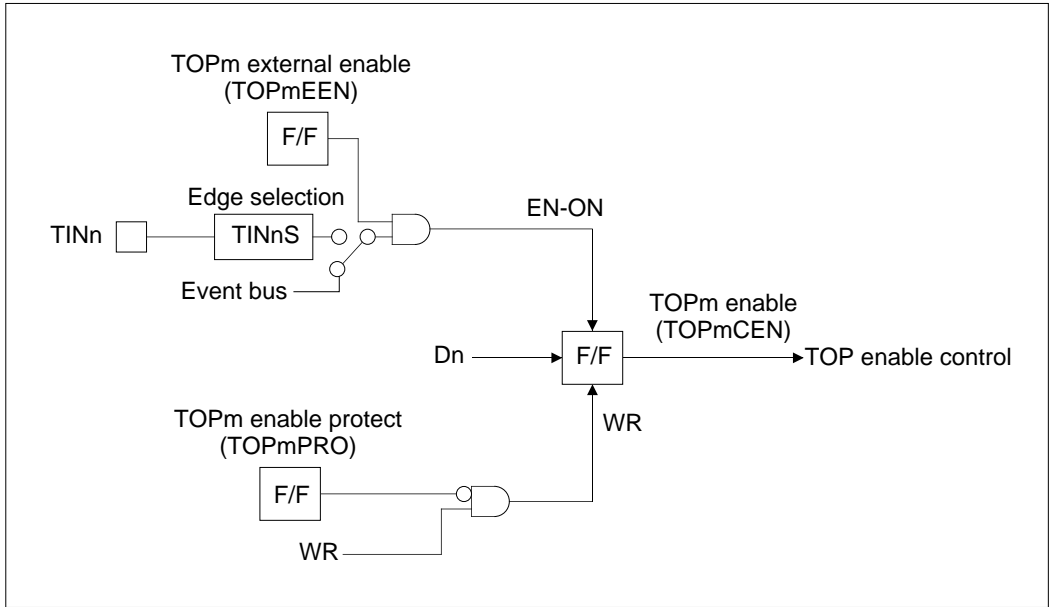 TOPm external enable
(TOPmEEN)
F/F
Edge selection
TINn
TINnS
EN-ON
Event bus
TOPm enable
(TOPmCEN)
Dn
F/F
TOP enable control
TOPm enable protect
(TOPmPRO)
WR
F/F
WR